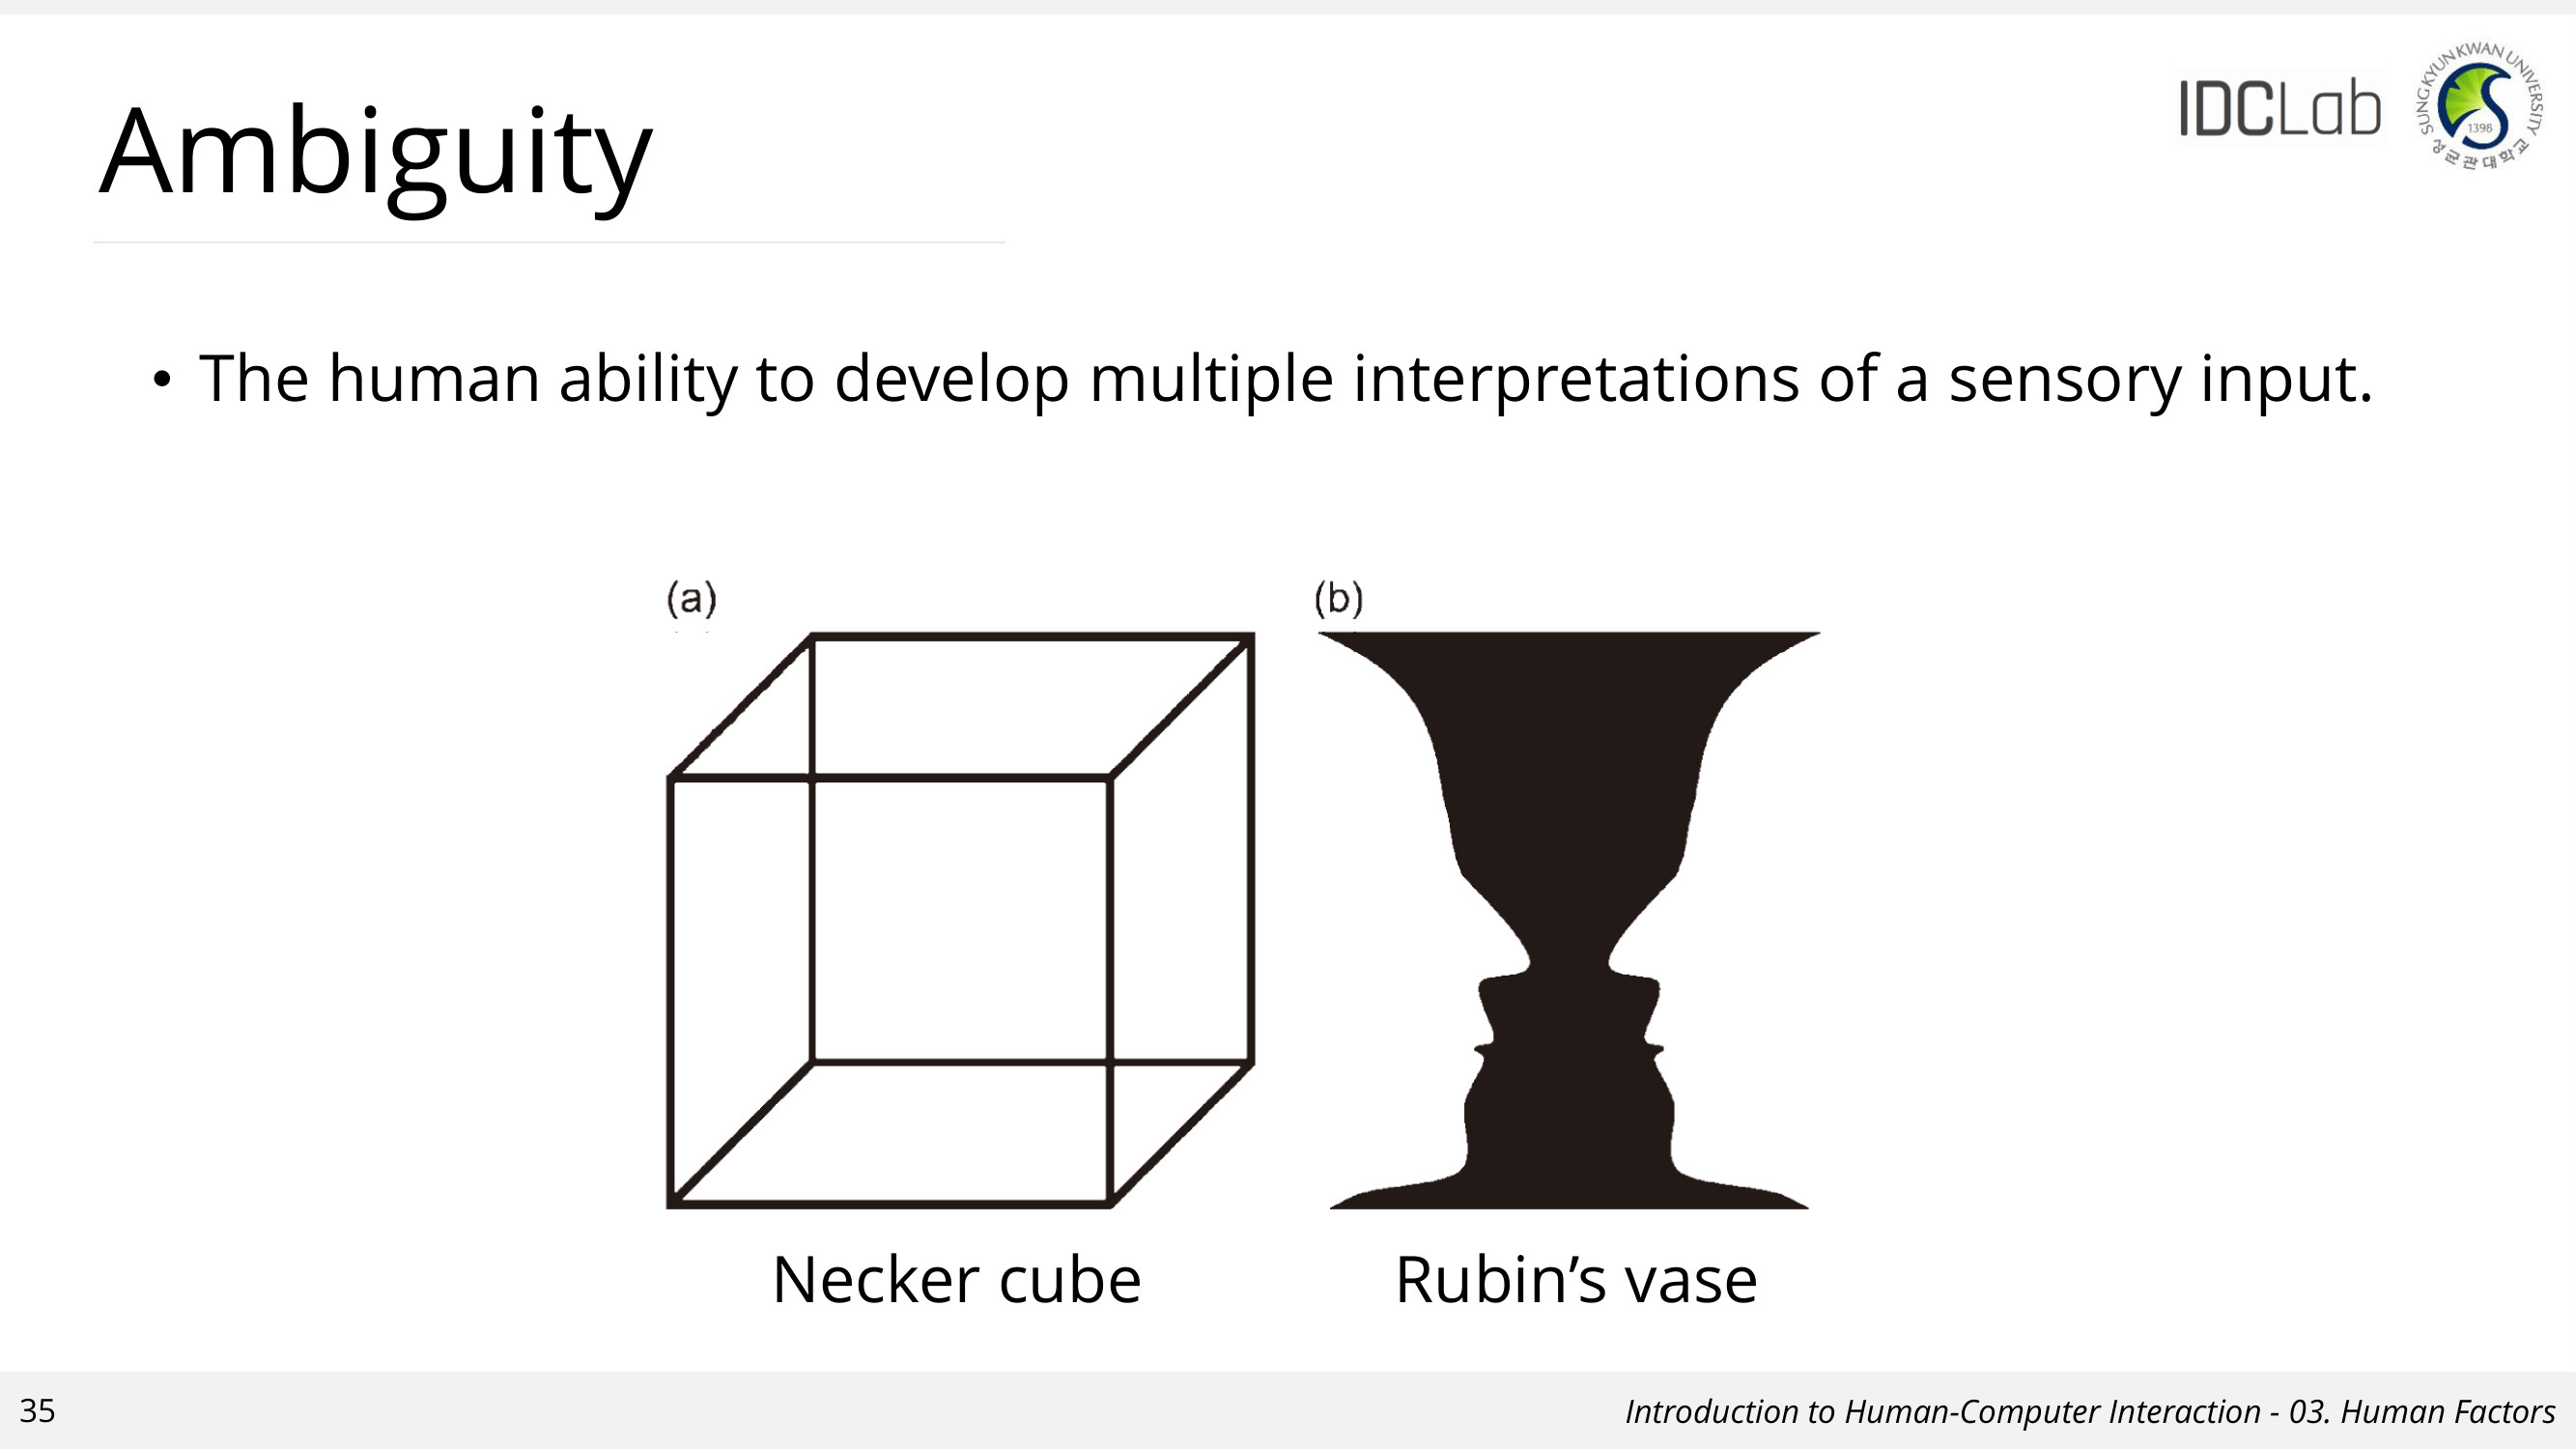 Ambiguity
IDCLab
SUNGKYUNKWAN UNIVERSITY
1398
성균관대학교
• The human ability to develop multiple interpretations of a sensory input.
(a)
(b)
Necker cube
Rubin’s vase
35
Introduction to Human-Computer Interaction - 03. Human Factors